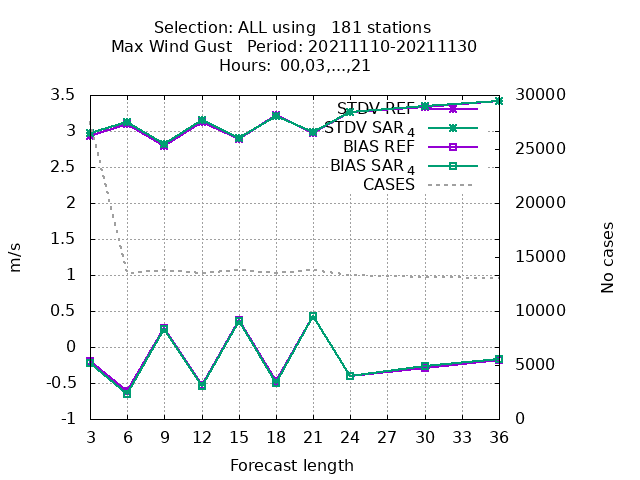 Selection: ALL using   181 stations
Max Wind Gust   Period: 20211110-20211130
Hours: 00,03,...,21
3.5
3
2.5
2
1.5
1
0.5
0
-0.5
-1
m/s
STDV REF
STDV SAR 4
BIAS REF
BIAS SAR 4
CASES
30000
25000
20000
15000
10000
5000
0
No cases
3 6 9 12 15 18 21 24 27 30 33 36
Forecast length